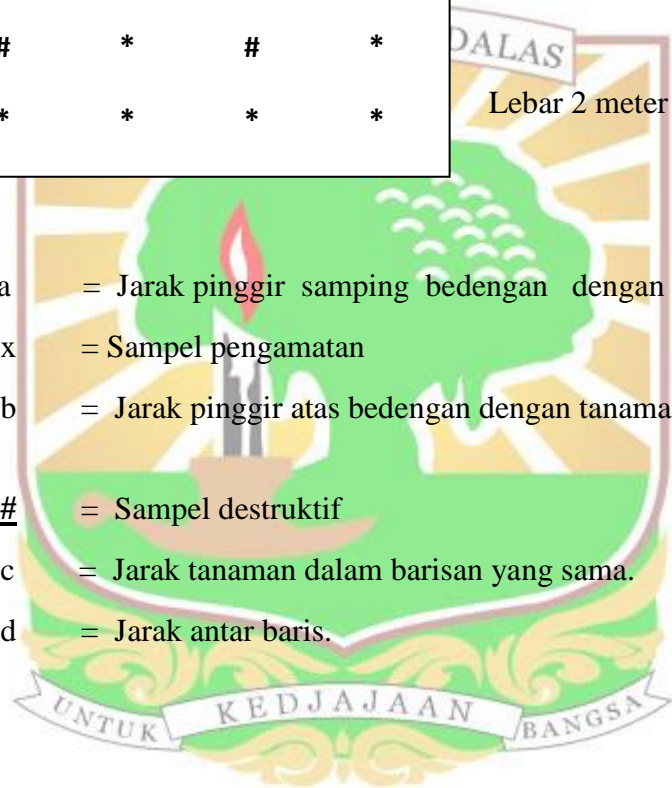 # * # *
DALAS
* * * *
Lebar 2 meter
a = Jarak pinggir samping bedengan dengan
x = Sampel pengamatan
b = Jarak pinggir atas bedengan dengan tanama
# = Sampel destruktif
c = Jarak tanaman dalam barisan yang sama.
d = Jarak antar baris.
UNTUK KEDJAJAAN BANGSA